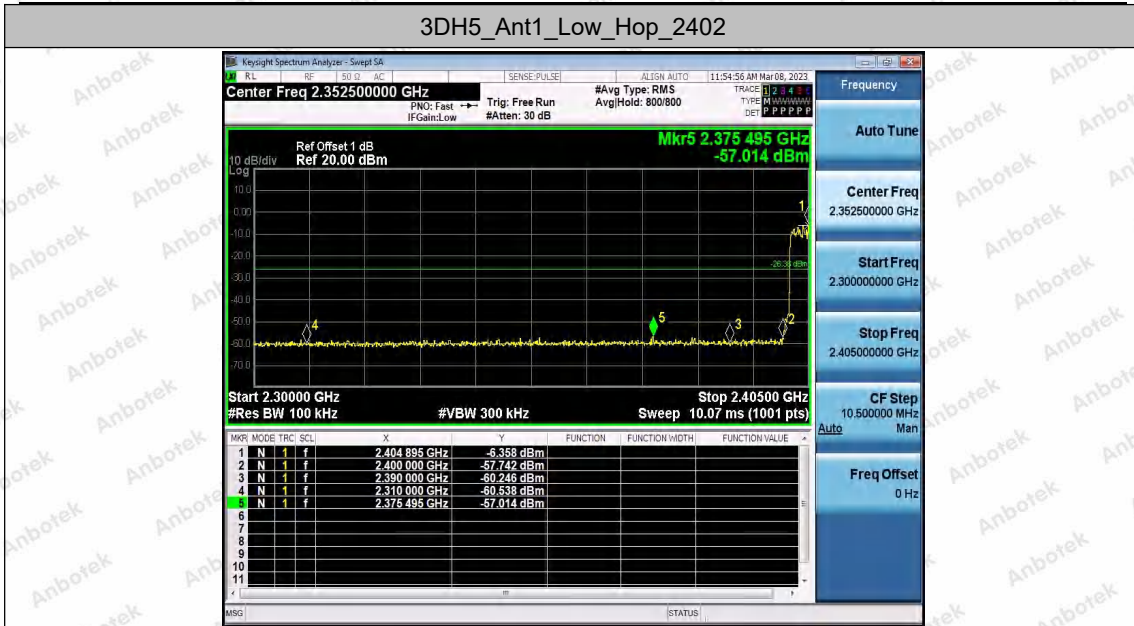 3DH5_Ant1_Low_Hop_2402
Keysight Spectrum Analyzer - Swept SA
RL RF 50 Ω AC SENSE:PULSE ALIGN AUTO 11:54:56 AM Mar 08, 2023
Center Freq 2.352500000 GHz
PNO: Fast
IFGain:Low
Trig: Free Run
#Atten: 30 dB
#Avg Type: RMS
Avg|Hold: 800/800
TRACE 1 2 3 4 5 6
TYPE M W W W W W
DET P P P P P P
Frequency
Auto Tune
Center Freq
2.352500000 GHz
Start Freq
2.300000000 GHz
Stop Freq
2.405000000 GHz
CF Step
10.500000 MHz
Auto Man
Freq Offset
0 Hz
Mkr5 2.375 495 GHz
-57.014 dBm
Ref Offset 1 dB
10 dB/div Ref 20.00 dBm
Log
10.0
0.00
-10.0
-20.0
-30.0
-40.0
-50.0
-60.0
-70.0
1
-26.36 dBm
4
5
3
2
Start 2.30000 GHz Stop 2.40500 GHz
#Res BW 100 kHz #VBW 300 kHz Sweep 10.07 ms (1001 pts)
MKR MODE TRC SCL X Y FUNCTION FUNCTION WIDTH FUNCTION VALUE
1 N 1 f 2.404 895 GHz -6.358 dBm
2 N 1 f 2.400 000 GHz -57.742 dBm
3 N 1 f 2.390 000 GHz -60.246 dBm
4 N 1 f 2.310 000 GHz -60.538 dBm
5 N 1 f 2.375 495 GHz -57.014 dBm
6
7
8
9
10
11
MSG STATUS
Anbotek